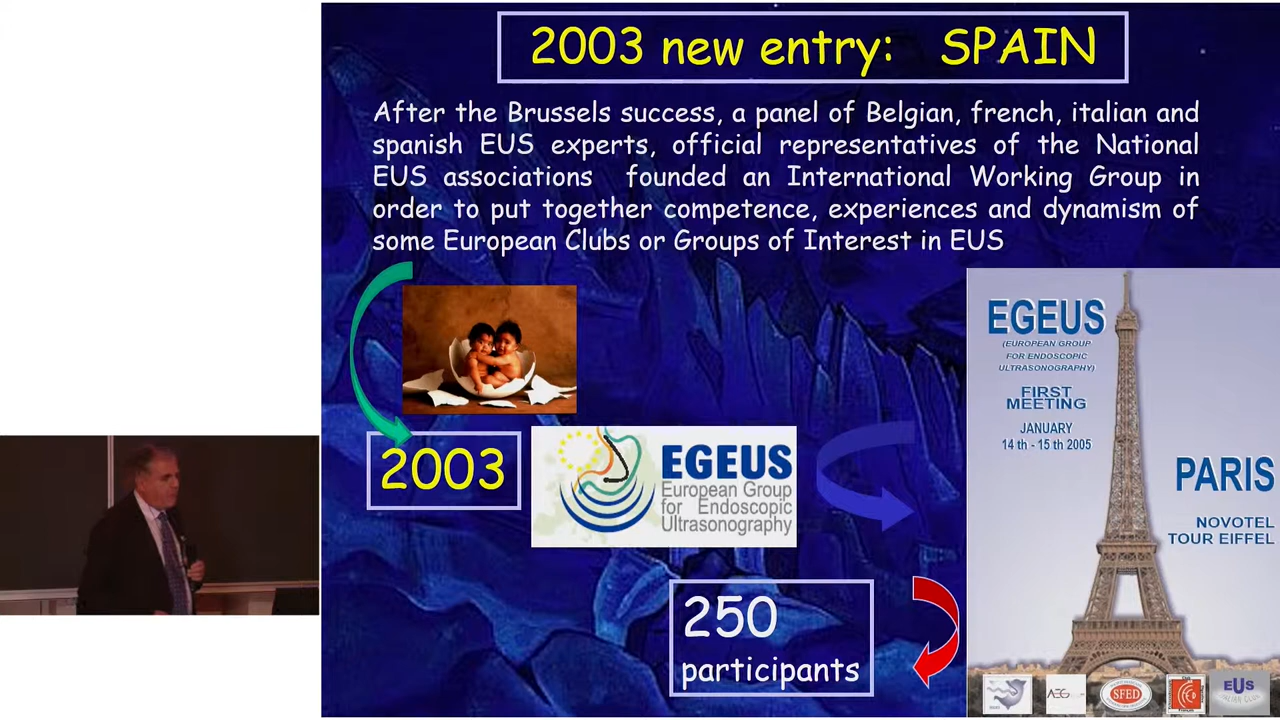 2003 new entry: SPAIN
After the Brussels success, a panel of Belgian, french, italian and
spanish EUS experts, official representatives of the National
EUS associations founded an International Working Group in
order to put together competence, experiences and dynamism of
some European Clubs or Groups of Interest in EUS
2003
EGEUS
European Group
for Endoscopic
Ultrasonography
250
participants
EGEUS
(EUROPEAN GROUP
FOR ENDOSCOPIC
ULTRASONOGRAPHY)
FIRST
MEETING
JANUARY
14 th - 15 th 2005
PARIS
NOVOTEL
TOUR EIFFEL
AEG
SFED
EUS